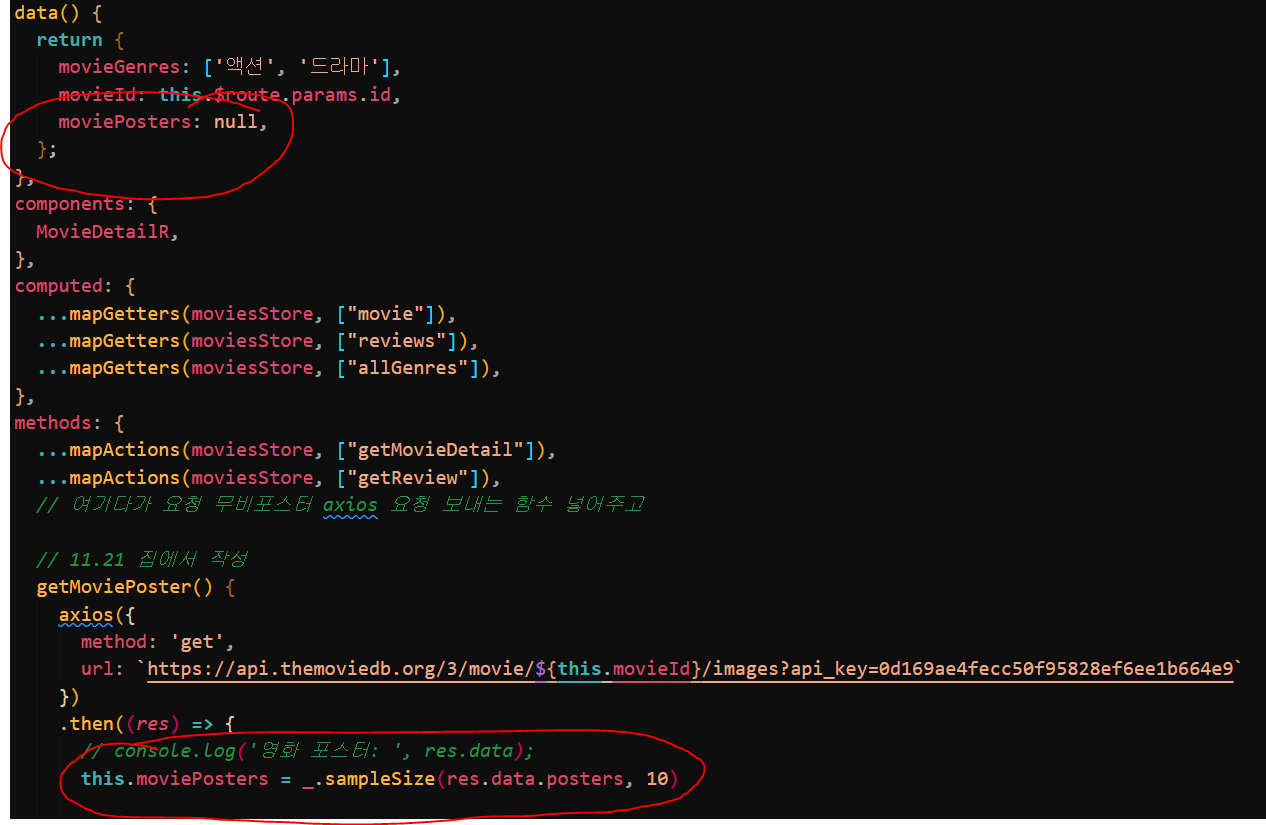 data() {
return {
movieGenres: ['액션', '드라마'],
movieId: this.$route.params.id,
moviePosters: null,
};
},
components: {
MovieDetailR,
},
computed: {
...mapGetters(moviesStore, ["movie"]),
...mapGetters(moviesStore, ["reviews"]),
...mapGetters(moviesStore, ["allGenres"]),
},
methods: {
...mapActions(moviesStore, ["getMovieDetail"]),
...mapActions(moviesStore, ["getReview"]),
// 여기다가 요청 무비포스터 axios 요청 보내는 함수 넣어주고
// 11.21 집에서 작성
getMoviePoster() {
axios({
method: 'get',
url: `https://api.themoviedb.org/3/movie/${this.movieId}/images?api_key=0d169ae4fecc50f95828ef6ee1b664e9`
})
.then((res) => {
// console.log('영화 포스터: ', res.data);
this.moviePosters = _.sampleSize(res.data.posters, 10)